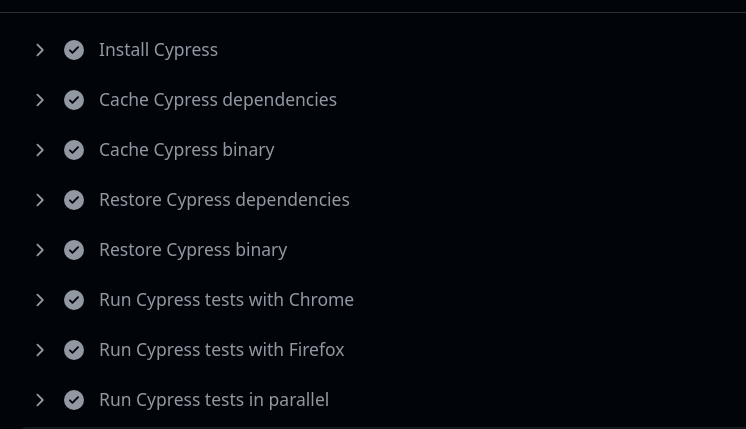 Install Cypress
Cache Cypress dependencies
Cache Cypress binary
Restore Cypress dependencies
Restore Cypress binary
Run Cypress tests with Chrome
Run Cypress tests with Firefox
Run Cypress tests in parallel